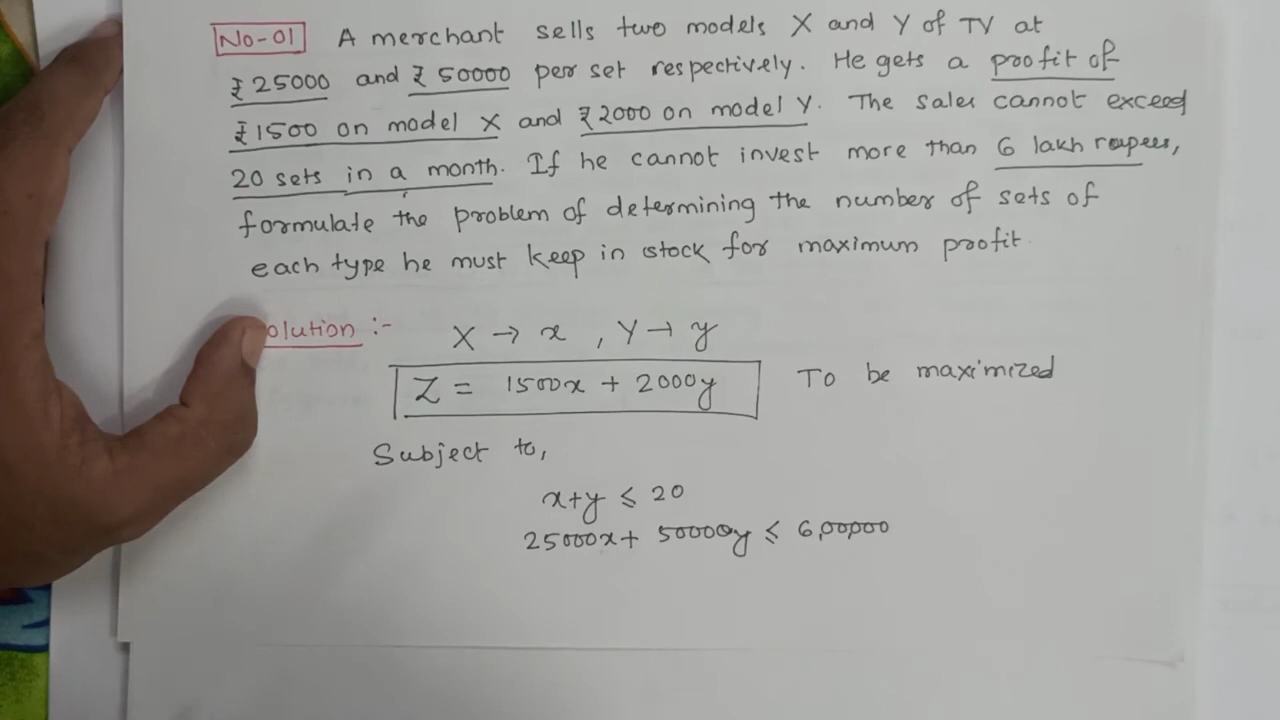 No-01 A merchant sells two models X and Y of TV at
₹25000 and ₹50000 per set respectively. He gets a profit of
₹1500 on model X and ₹2000 on model Y. The sales cannot exceed
20 sets in a month. If he cannot invest more than 6 lakh rupees,
formulate the problem of determining the number of sets of
each type he must keep in stock for maximum profit.
olution :-
X → x , Y → y
Z = 1500x + 2000y To be maximized
Subject to,
x+y ≤ 20
25000x + 50000y ≤ 6,00,000